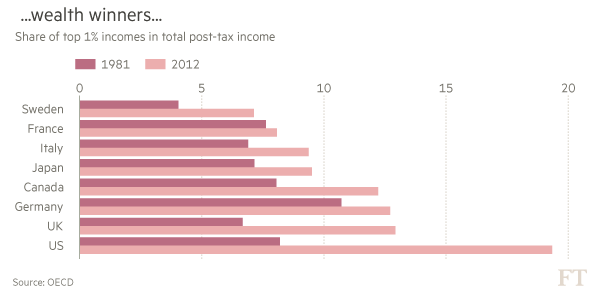 ...wealth winners...
Share of top 1% incomes in total post-tax income
1981 2012
0 5 10 15 20
Sweden
France
Italy
Japan
Canada
Germany
UK
US
Source: OECD
FT